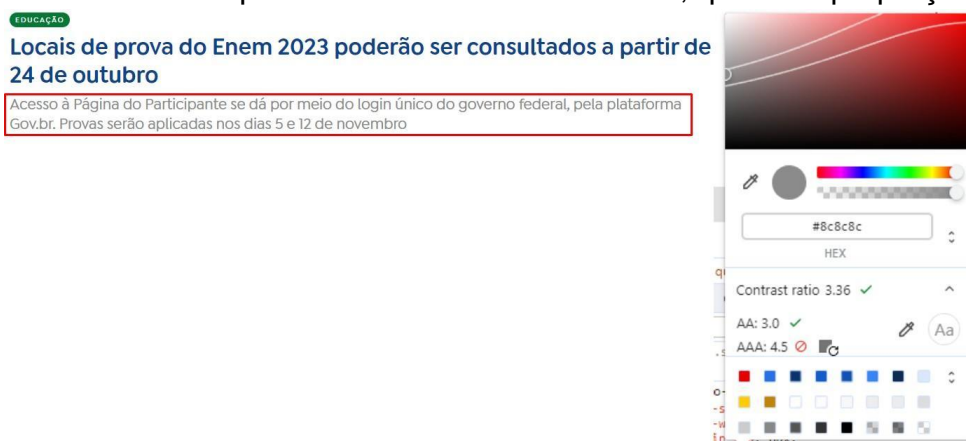 EDUCAÇÃO
Locais de prova do Enem 2023 poderão ser consultados a partir de
24 de outubro
Acesso à Página do Participante se dá por meio do login único do governo federal, pela plataforma
Gov.br. Provas serão aplicadas nos dias 5 e 12 de novembro
#8c8c8c
HEX
Contrast ratio 3.36
AA: 3.0
Aa
AAA: 4.5